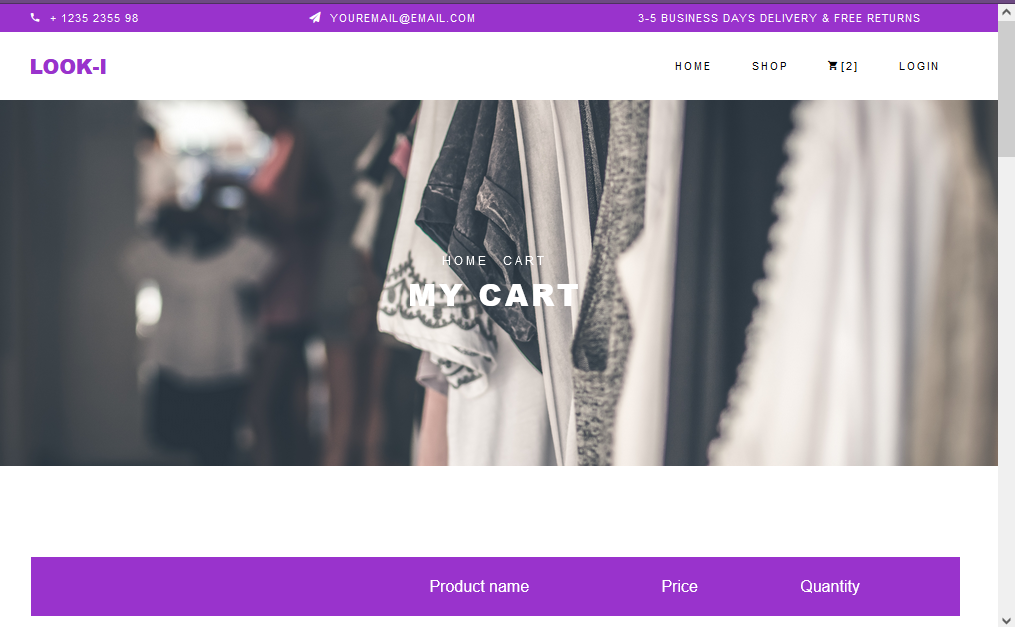 + 1235 2355 98 YOUREMAIL@EMAIL.COM 3-5 BUSINESS DAYS DELIVERY & FREE RETURNS
LOOK-I HOME SHOP [2] LOGIN
HOME CART
MY CART
Product name Price Quantity